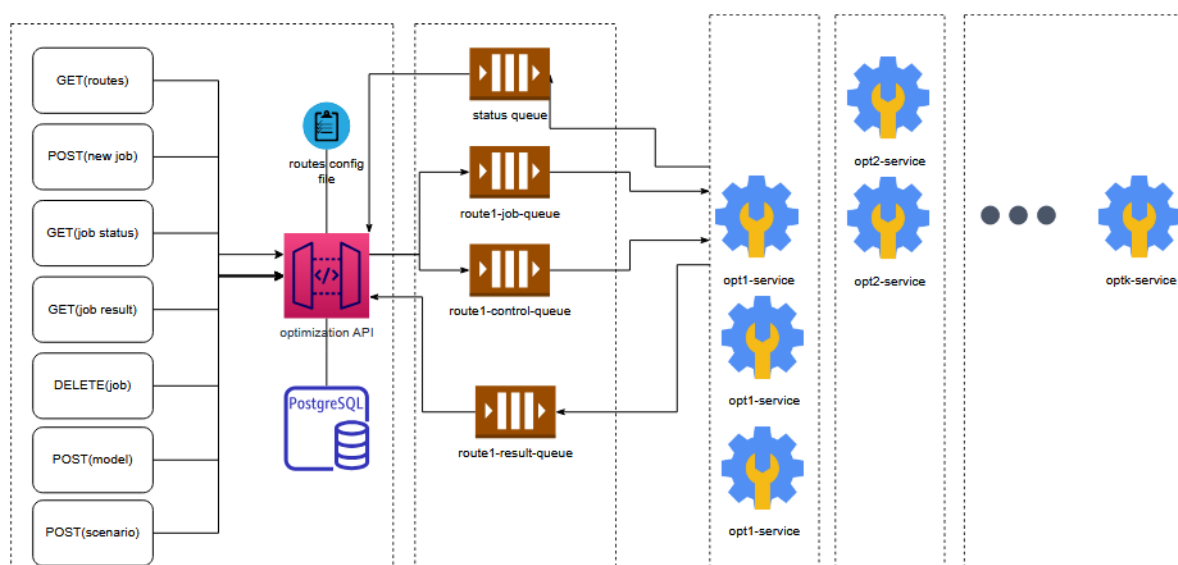 GET(routes)
POST(new job)
GET(job status)
GET(job result)
DELETE(job)
POST(model)
POST(scenario)
routes config
file
</>
optimization API
PostgreSQL
status queue
route1-job-queue
route1-control-queue
route1-result-queue
opt1-service
opt1-service
opt1-service
opt2-service
opt2-service
optk-service